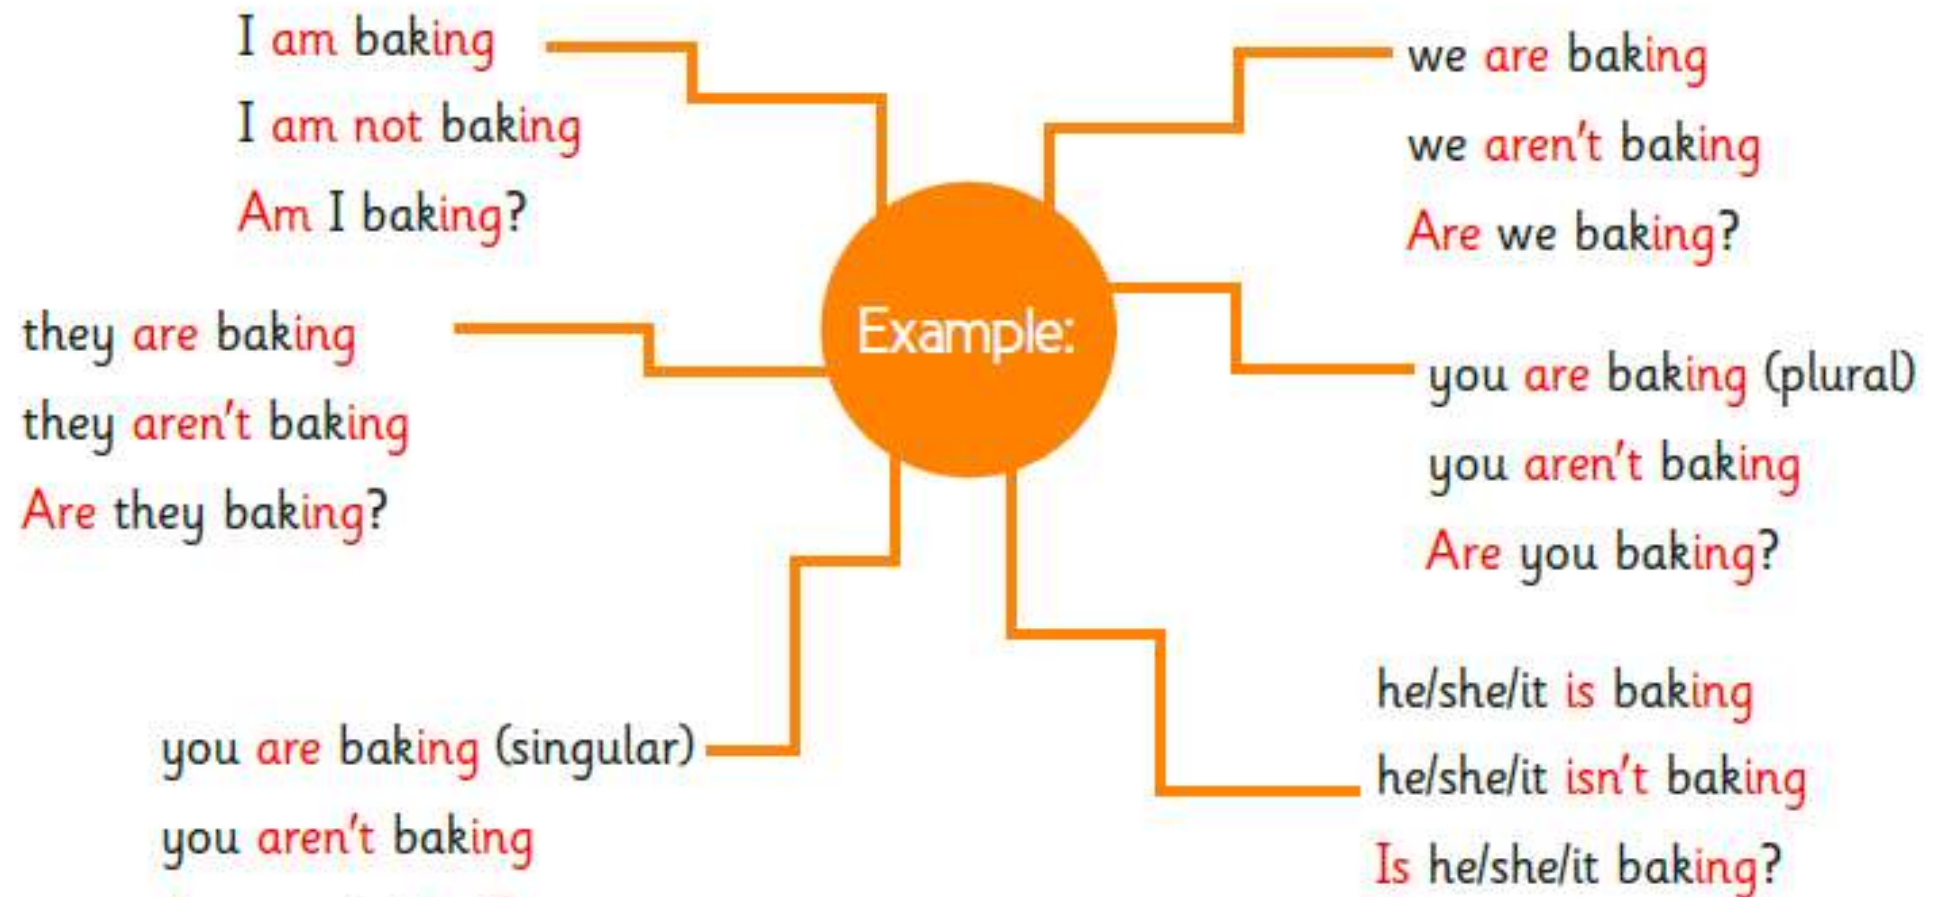 I am baking
I am not baking
Am I baking?
we are baking
we aren't baking
Are we baking?
Example:
they are baking
they aren't baking
Are they baking?
you are baking (plural)
you aren't baking
Are you baking?
you are baking (singular)
you aren't baking
he/she/it is baking
he/she/it isn't baking
Is he/she/it baking?